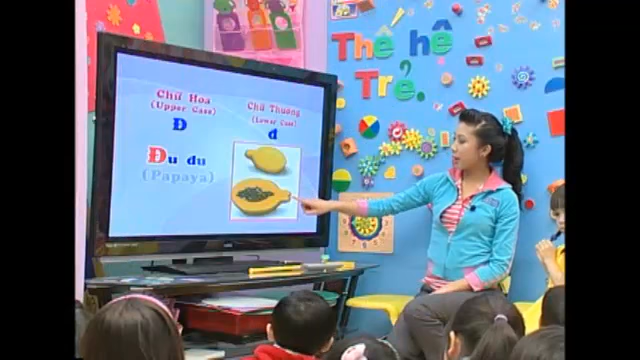 Thế hệ
Trẻ.
Chữ Hoa
(Upper Case)
Đ
Chữ Thường
(Lower Case)
đ
Đu đu
(Papaya)